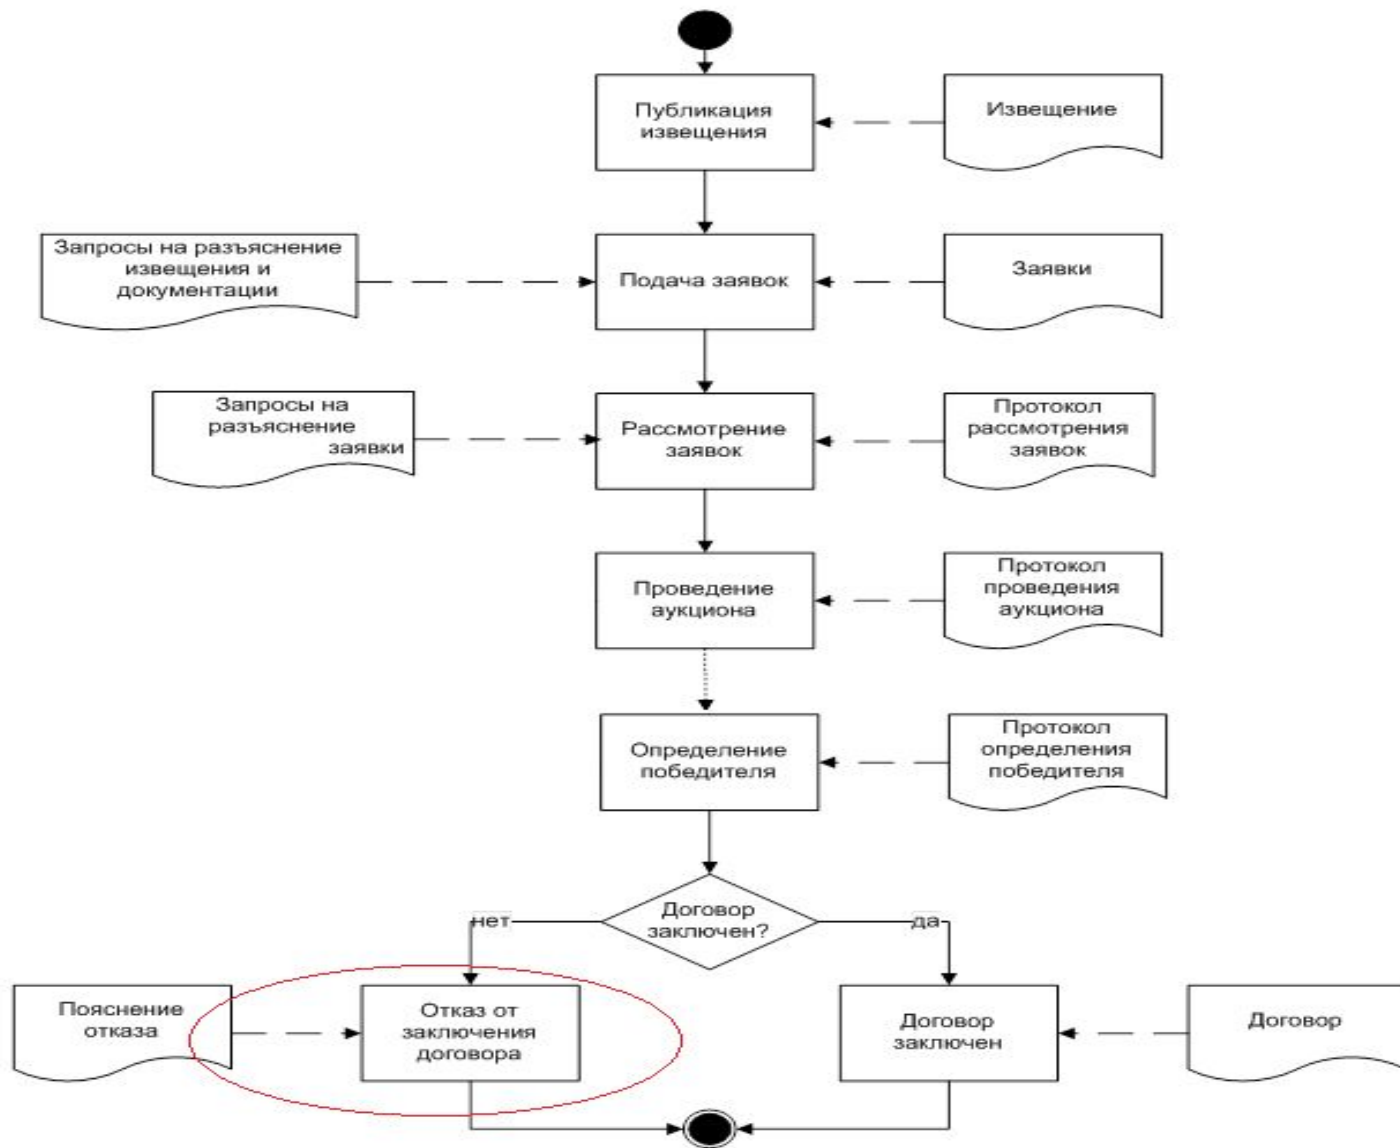 Публикация
извещения
Извещение
Запросы на разъяснение
извещения и
документации
Подача заявок
Заявки
Запросы на
разъяснение
заявки
Рассмотрение
заявок
Протокол
рассмотрения
заявок
Проведение
аукциона
Протокол
проведения
аукциона
Определение
победителя
Протокол
определения
победителя
Договор
заключен?
нет
да
Пояснение
отказа
Отказ от
заключения
договора
Договор
заключен
Договор